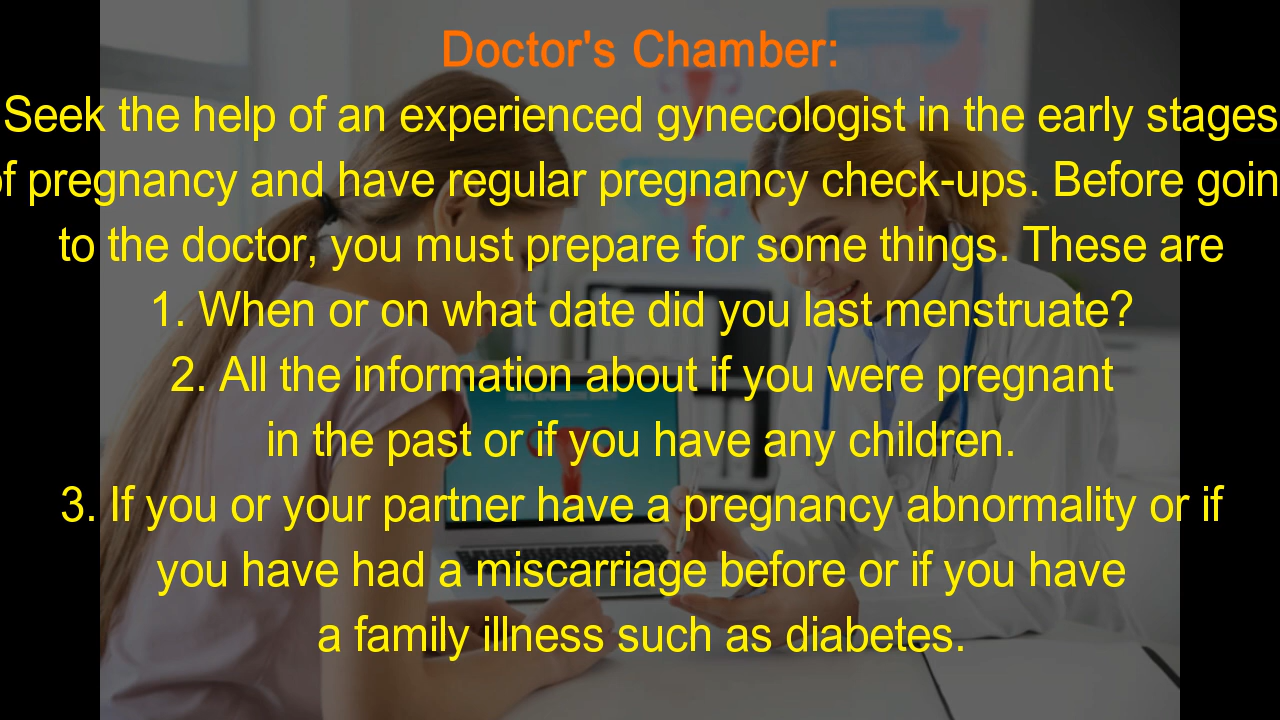 Doctor's Chamber:
Seek the help of an experienced gynecologist in the early stages
of pregnancy and have regular pregnancy check-ups. Before goin
to the doctor, you must prepare for some things. These are
1. When or on what date did you last menstruate?
2. All the information about if you were pregnant
in the past or if you have any children.
3. If you or your partner have a pregnancy abnormality or if
you have had a miscarriage before or if you have
a family illness such as diabetes.